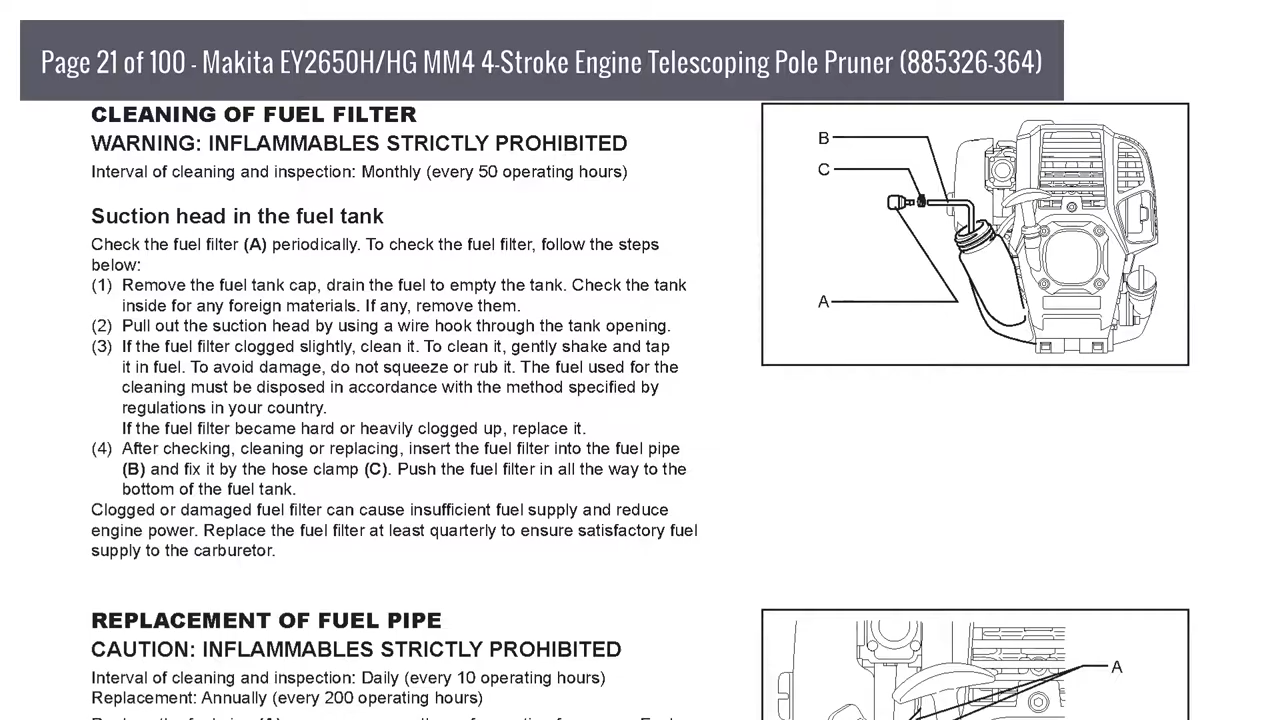 Page 21 of 100 - Makita EY2650H/HG MM4 4-Stroke Engine Telescoping Pole Pruner (885326-364)
CLEANING OF FUEL FILTER
WARNING: INFLAMMABLES STRICTLY PROHIBITED
Interval of cleaning and inspection: Monthly (every 50 operating hours)
Suction head in the fuel tank
Check the fuel filter (A) periodically. To check the fuel filter, follow the steps
below:
(1) Remove the fuel tank cap, drain the fuel to empty the tank. Check the tank
inside for any foreign materials. If any, remove them.
(2) Pull out the suction head by using a wire hook through the tank opening.
(3) If the fuel filter clogged slightly, clean it. To clean it, gently shake and tap
it in fuel. To avoid damage, do not squeeze or rub it. The fuel used for the
cleaning must be disposed in accordance with the method specified by
regulations in your country.
If the fuel filter became hard or heavily clogged up, replace it.
(4) After checking, cleaning or replacing, insert the fuel filter into the fuel pipe
(B) and fix it by the hose clamp (C). Push the fuel filter in all the way to the
bottom of the fuel tank.
Clogged or damaged fuel filter can cause insufficient fuel supply and reduce
engine power. Replace the fuel filter at least quarterly to ensure satisfactory fuel
supply to the carburetor.
B
C
A
REPLACEMENT OF FUEL PIPE
CAUTION: INFLAMMABLES STRICTLY PROHIBITED
Interval of cleaning and inspection: Daily (every 10 operating hours)
Replacement: Annually (every 200 operating hours)
A